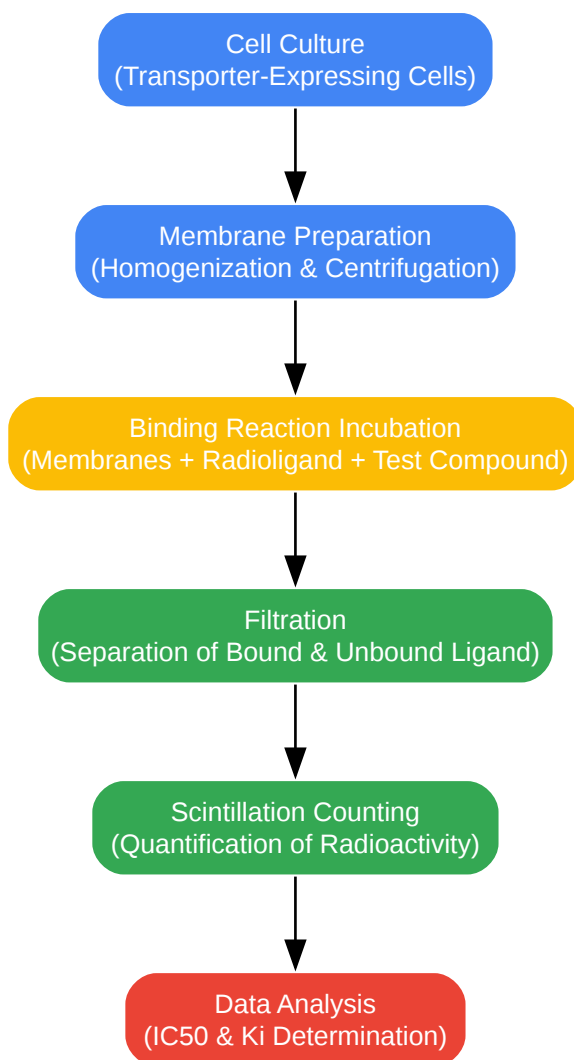 Cell Culture
(Transporter-Expressing Cells)
Membrane Preparation
(Homogenization & Centrifugation)
Binding Reaction Incubation
(Membranes + Radioligand + Test Compound)
Filtration
(Separation of Bound & Unbound Ligand)
Scintillation Counting
(Quantification of Radioactivity)
Data Analysis
(IC50 & Ki Determination)